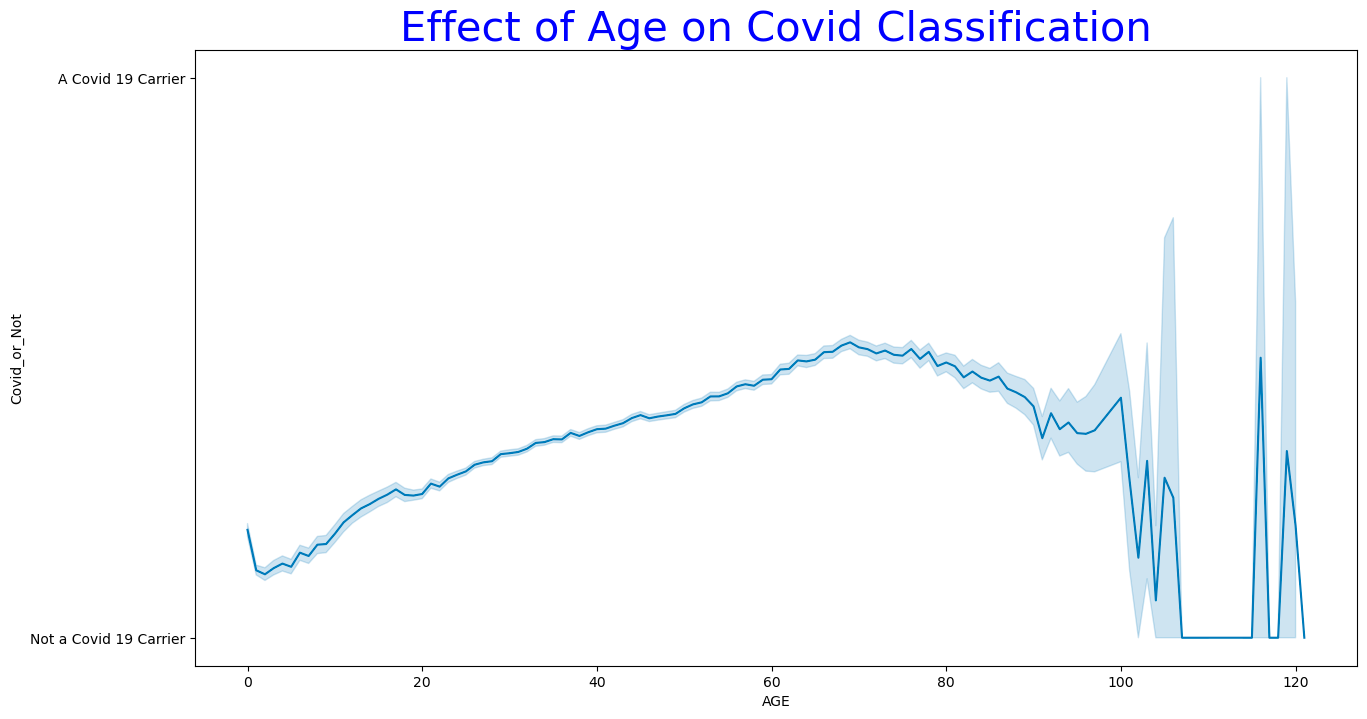 Effect of Age on Covid Classification
A Covid 19 Carrier
Covid_or_Not
Not a Covid 19 Carrier
0 20 40 60 80 100 120
AGE